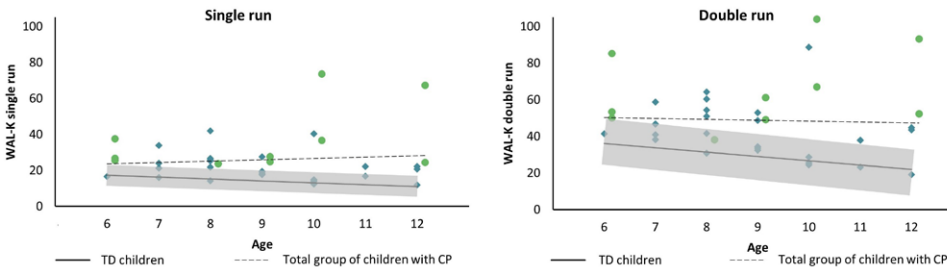 Single run
WAL-K single run
100
80
60
40
20
0
6 7 8 9 10 11 12
Age
TD children Total group of children with CP
Double run
WAL-K double run
100
80
60
40
20
0
6 7 8 9 10 11 12
Age
TD children Total group of children with CP